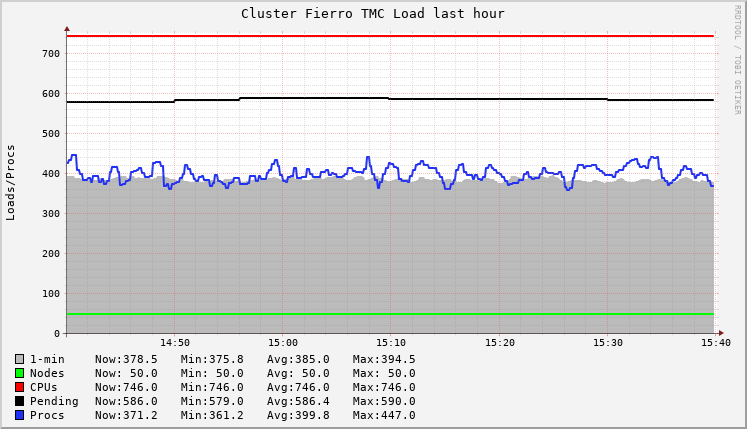 Cluster Fierro TMC Load last hour
RRDTOOL / TOBI OETIKER
Loads/Procs
700
600
500
400
300
200
100
0
14:50 15:00 15:10 15:20 15:30 15:40
1-min Now:378.5 Min:375.8 Avg:385.0 Max:394.5
Nodes Now: 50.0 Min: 50.0 Avg: 50.0 Max: 50.0
CPUs Now:746.0 Min:746.0 Avg:746.0 Max:746.0
Pending Now:586.0 Min:579.0 Avg:586.4 Max:590.0
Procs Now:371.2 Min:361.2 Avg:399.8 Max:447.0